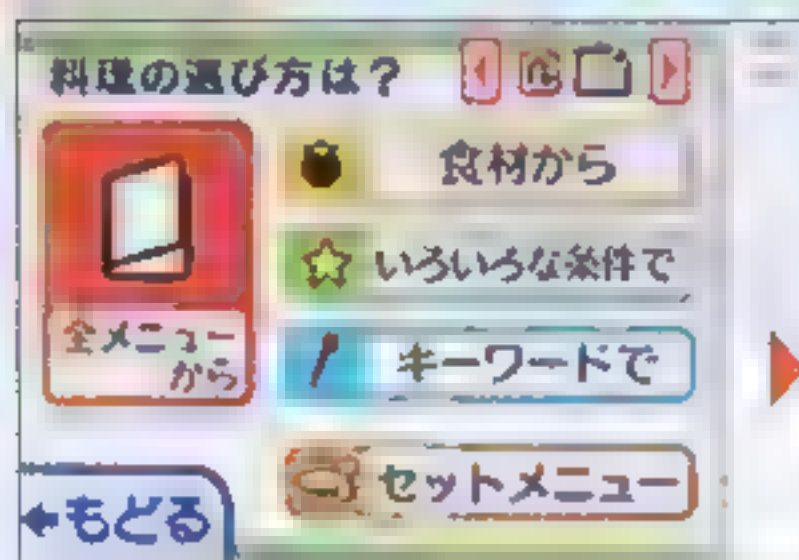 料理の選び方は？
全メニュー
から
食材から
いろいろな条件で
キーワードで
セットメニュー
もどる